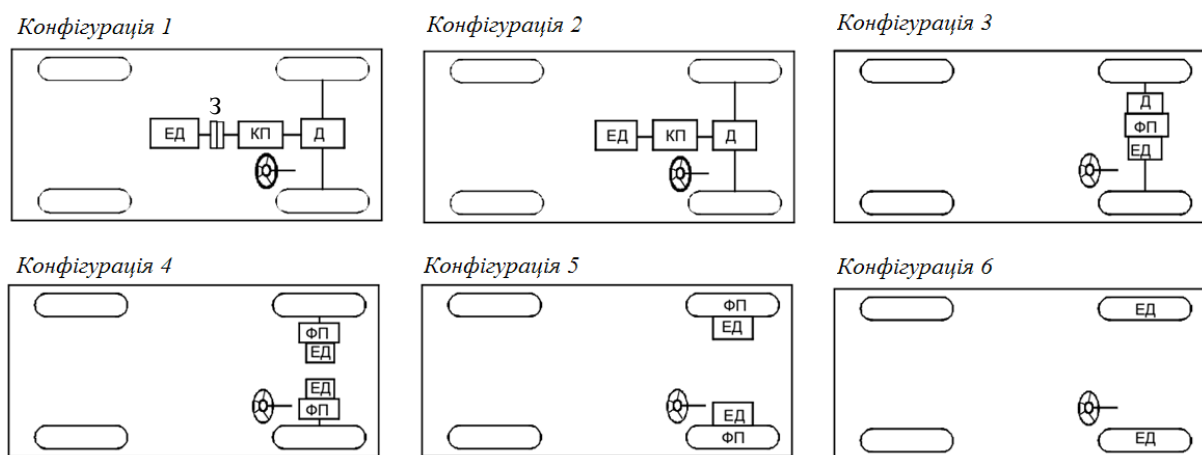 Конфігурація 1
Конфігурація 2
Конфігурація 3
З
ЕД КП Д
ЕД КП Д
Д
ФП
ЕД
Конфігурація 4
Конфігурація 5
Конфігурація 6
ФП
ЕД
ЕД
ФП
ФП
ЕД
ЕД
ФП
ЕД
ЕД